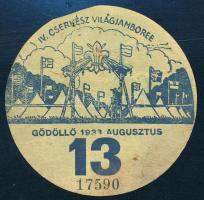 IV. CSERKÉSZ VILÁGJAMBOREE
GÖDÖLLŐ 1933 AUGUSZTUS
13
17590